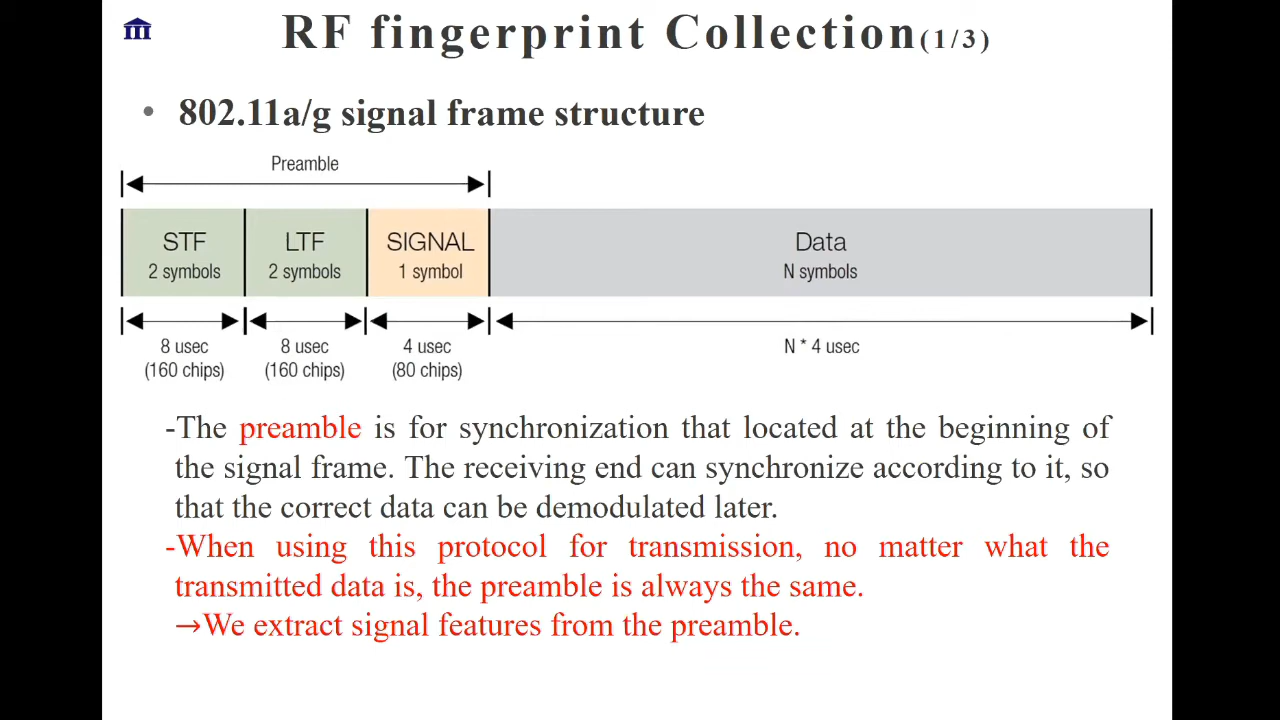 RF fingerprint Collection(1/3)
• 802.11a/g signal frame structure
Preamble
STF
2 symbols
LTF
2 symbols
SIGNAL
1 symbol
Data
N symbols
8 usec
(160 chips)
8 usec
(160 chips)
4 usec
(80 chips)
N * 4 usec
-The preamble is for synchronization that located at the beginning of
the signal frame. The receiving end can synchronize according to it, so
that the correct data can be demodulated later.
-When using this protocol for transmission, no matter what the
transmitted data is, the preamble is always the same.
→We extract signal features from the preamble.